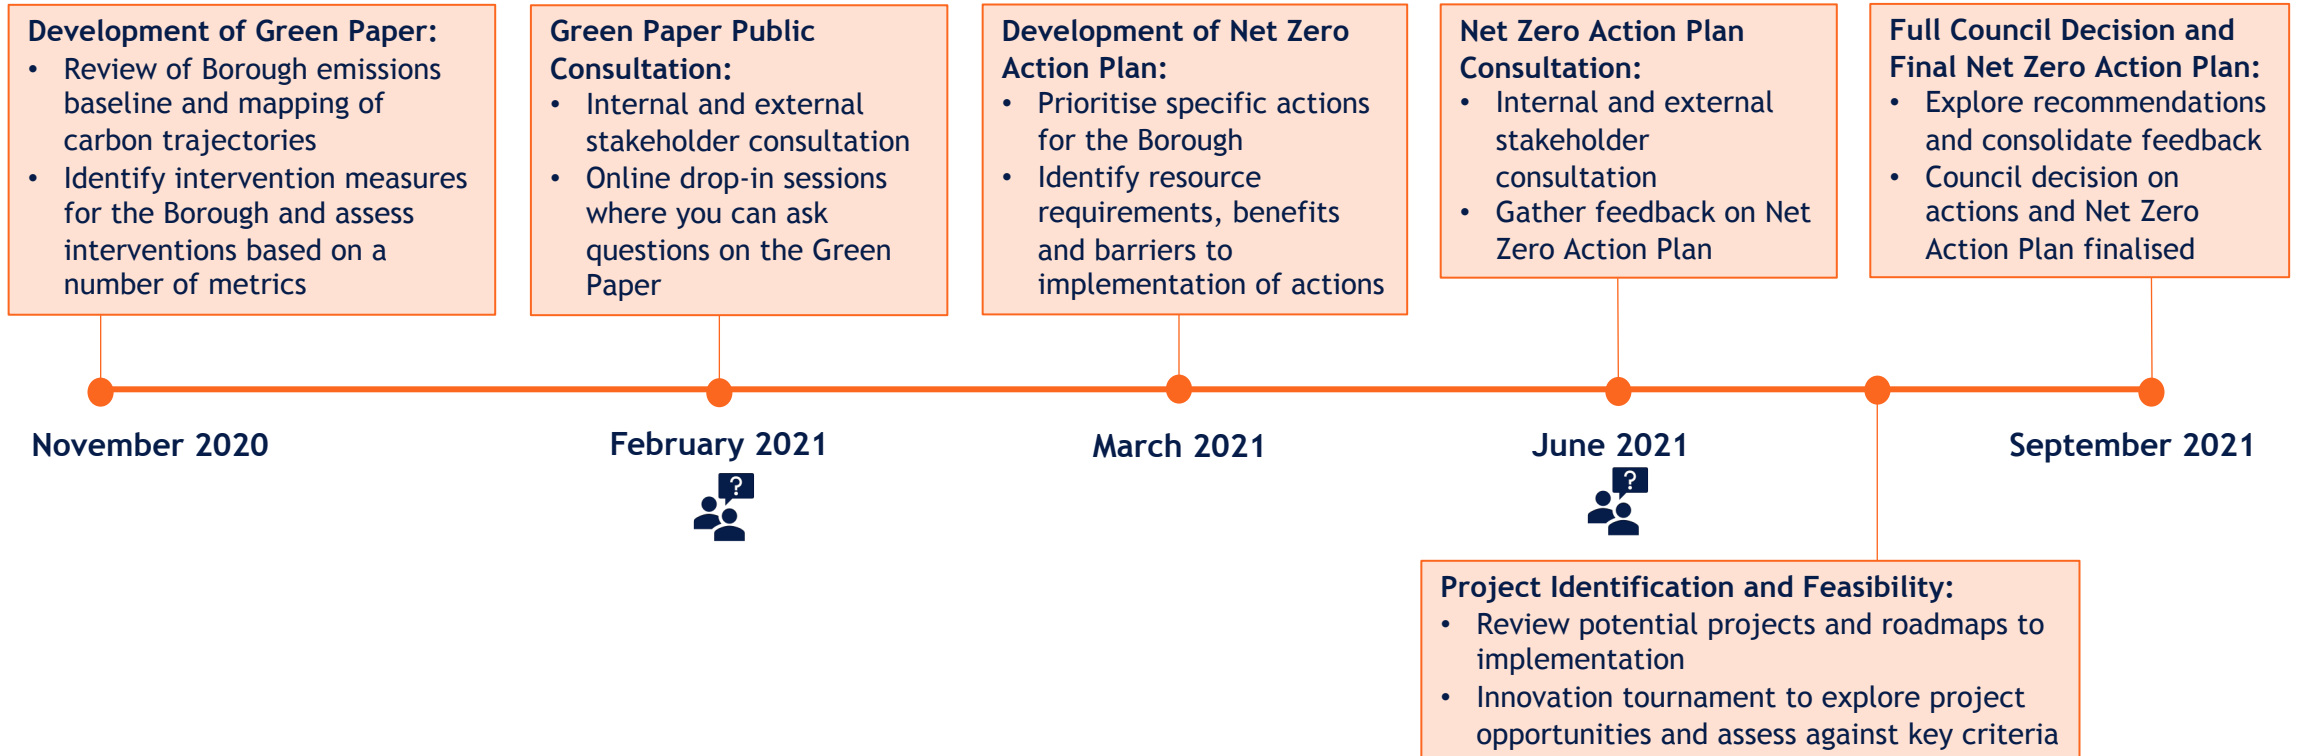 Development of Green Paper:
• Review of Borough emissions
baseline and mapping of
carbon trajectories
• Identify intervention measures
for the Borough and assess
interventions based on a
number of metrics
Green Paper Public
Consultation:
• Internal and external
stakeholder consultation
• Online drop-in sessions
where you can ask
questions on the Green
Paper
Development of Net Zero
Action Plan:
• Prioritise specific actions
for the Borough
• Identify resource
requirements, benefits
and barriers to
implementation of actions
Net Zero Action Plan
Consultation:
• Internal and external
stakeholder
consultation
• Gather feedback on Net
Zero Action Plan
Full Council Decision and
Final Net Zero Action Plan:
• Explore recommendations
and consolidate feedback
• Council decision on
actions and Net Zero
Action Plan finalised
November 2020
February 2021
March 2021
June 2021
September 2021
?
?
Project Identification and Feasibility:
• Review potential projects and roadmaps to
implementation
• Innovation tournament to explore project
opportunities and assess against key criteria